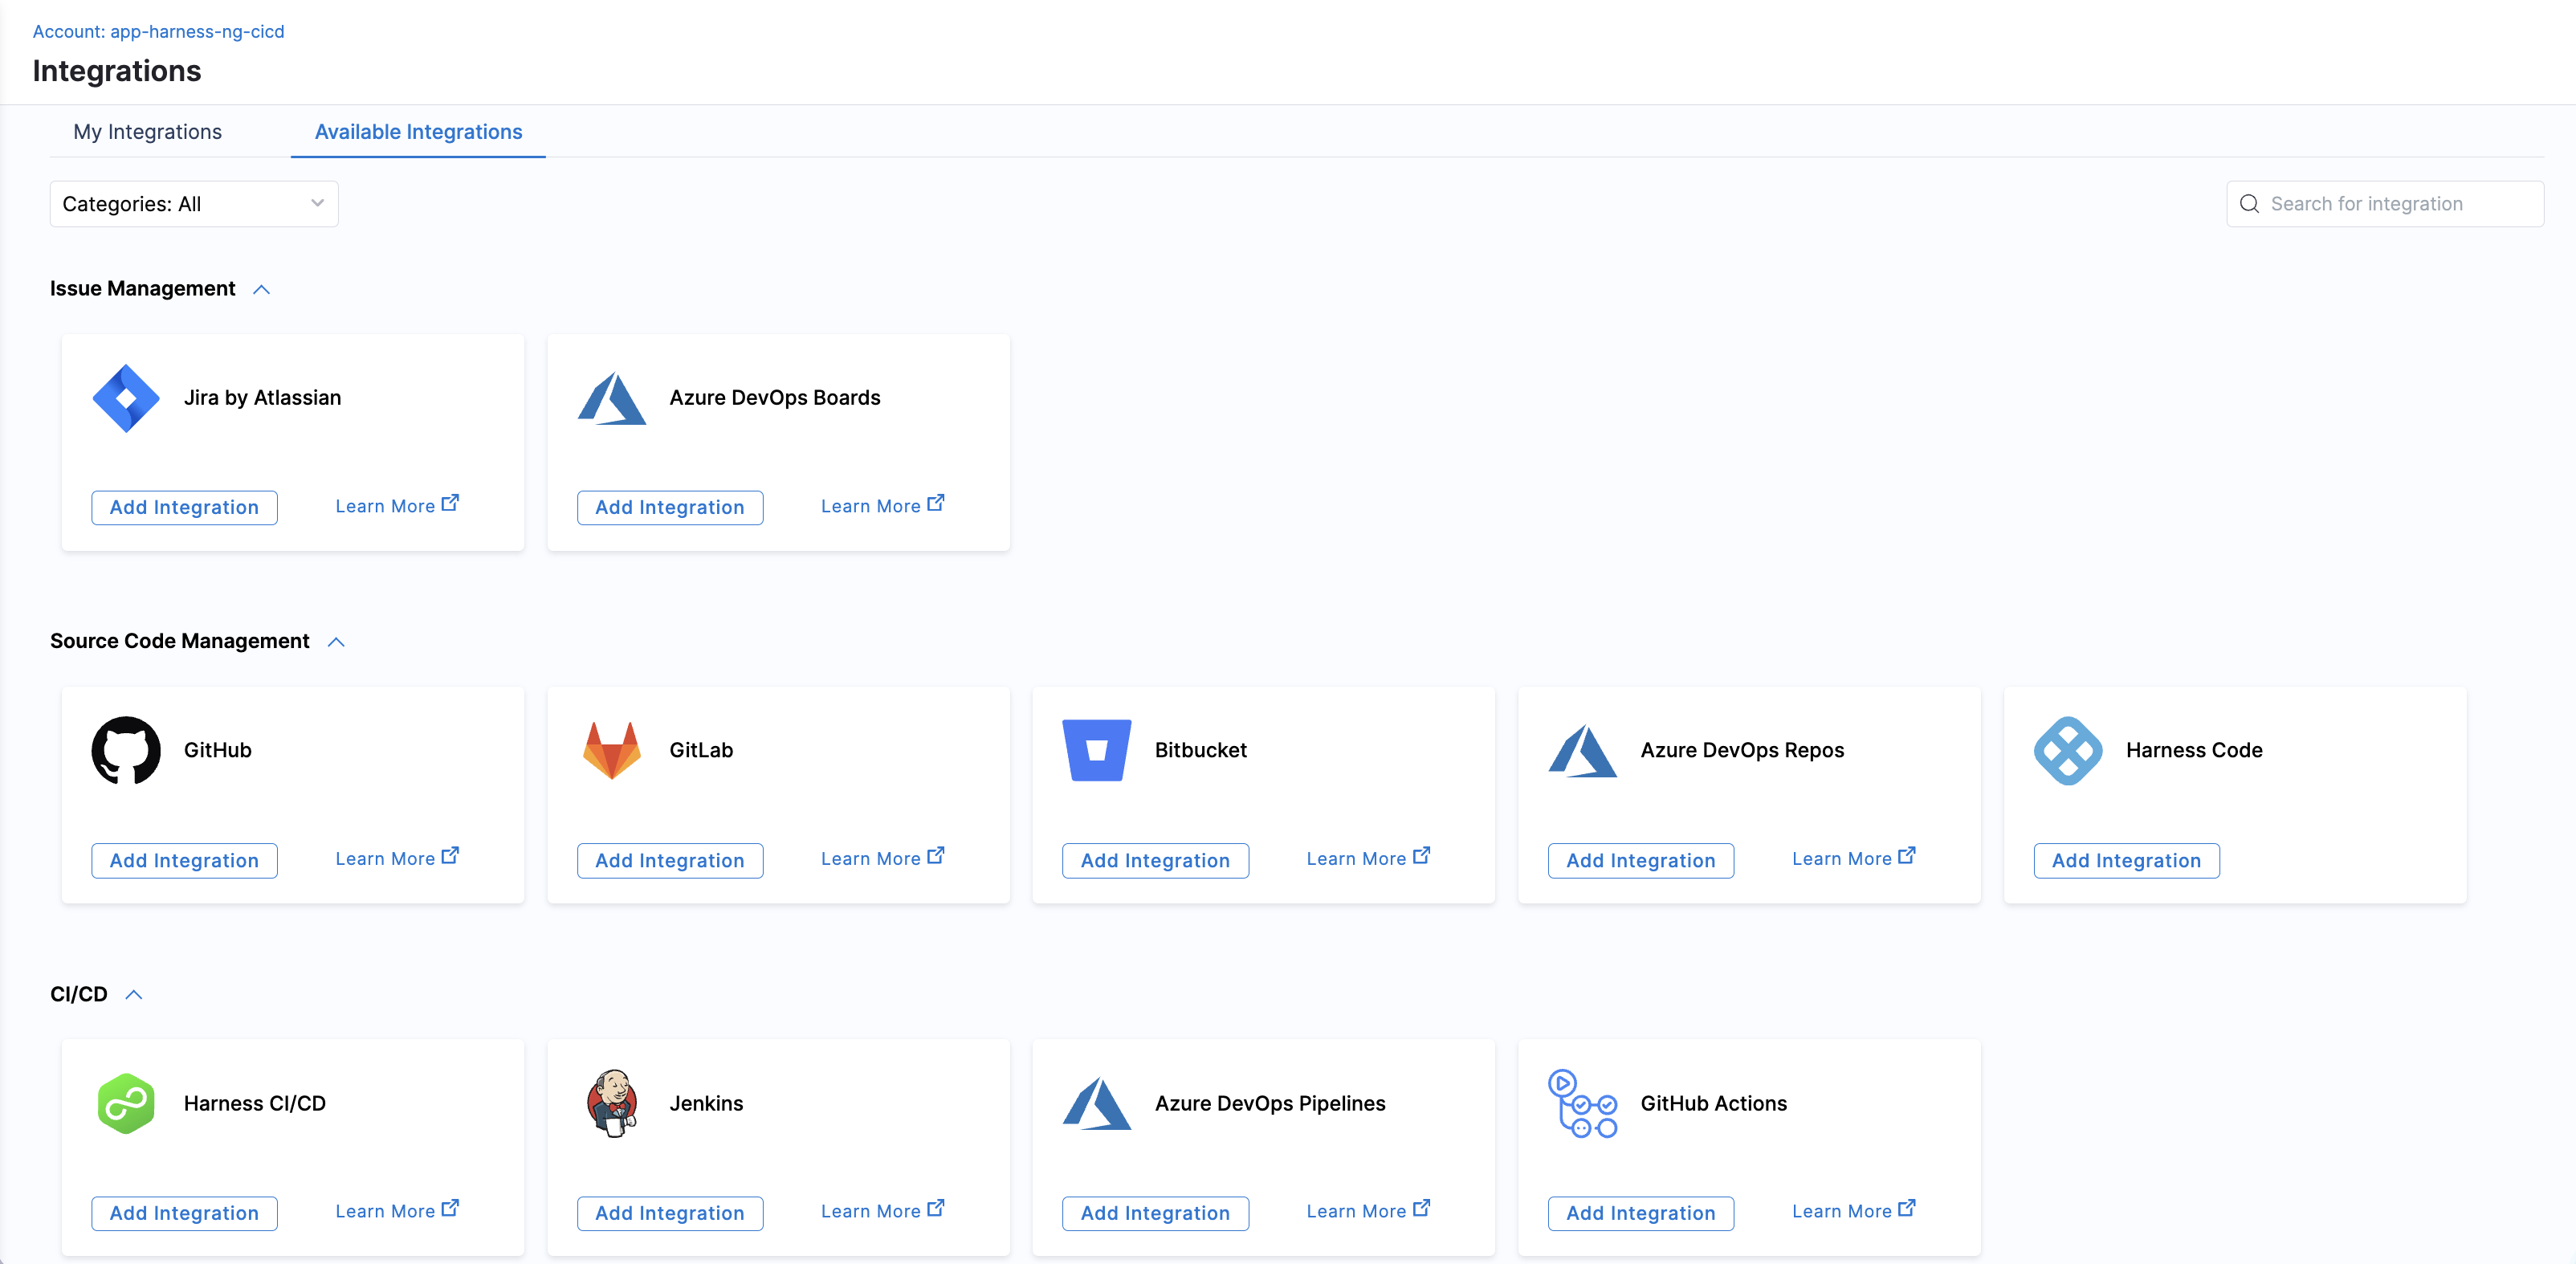 Account: app-harness-ng-cicd
Integrations
My Integrations
Available Integrations
Categories: All
Search for integration
Issue Management
Jira by Atlassian
Add Integration
Learn More
Azure DevOps Boards
Add Integration
Learn More
Source Code Management
GitHub
Add Integration
Learn More
GitLab
Add Integration
Learn More
Bitbucket
Add Integration
Learn More
Azure DevOps Repos
Add Integration
Learn More
Harness Code
Add Integration
CI/CD
Harness CI/CD
Add Integration
Learn More
Jenkins
Add Integration
Learn More
Azure DevOps Pipelines
Add Integration
Learn More
GitHub Actions
Add Integration
Learn More